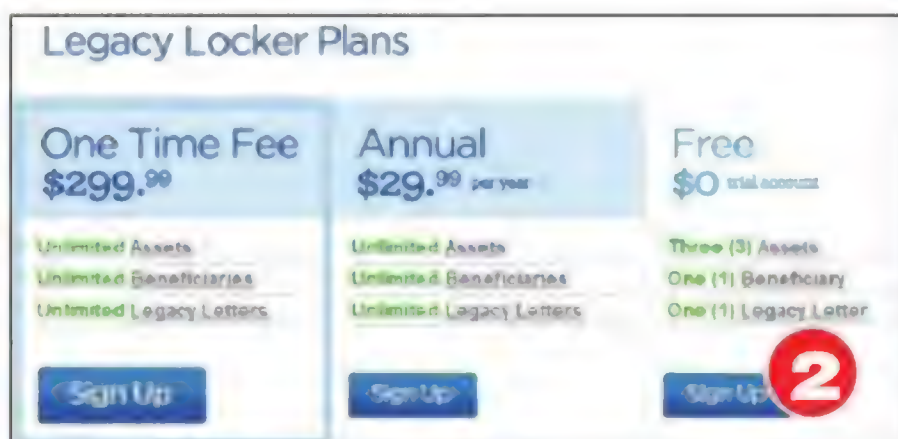 Legacy Locker Plans
One Time Fee
$299.99
Unlimited Assets
Unlimited Beneficiaries
Unlimited Legacy Letters
Sign Up
Annual
$29.99 per year
Unlimited Assets
Unlimited Beneficiaries
Unlimited Legacy Letters
Sign Up
Free
$0 trial account
Three (3) Assets
One (1) Beneficiary
One (1) Legacy Letter
Sign Up
2